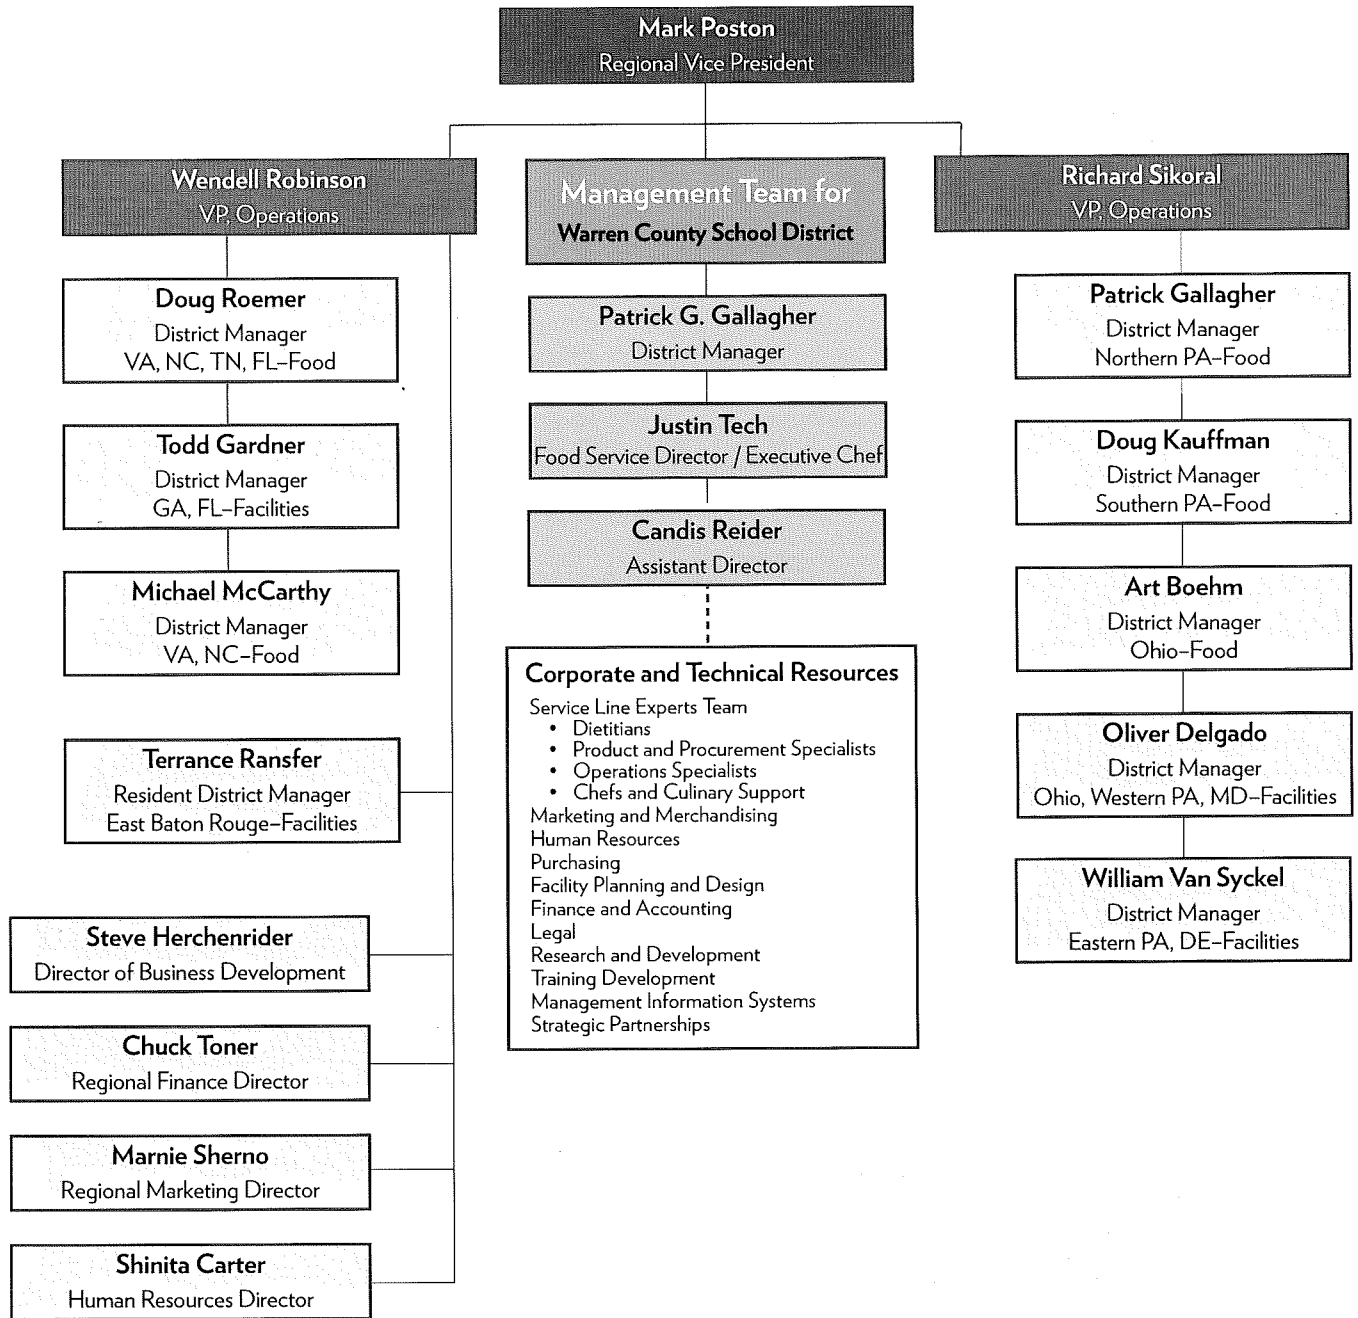 Mark Poston
Regional Vice President
Wendell Robinson
VP, Operations
Doug Roemer
District Manager
VA, NC, TN, FL–Food
Todd Gardner
District Manager
GA, FL–Facilities
Michael McCarthy
District Manager
VA, NC–Food
Terrance Ransfer
Resident District Manager
East Baton Rouge–Facilities
Steve Herchenrider
Director of Business Development
Chuck Toner
Regional Finance Director
Marnie Sherno
Regional Marketing Director
Shinita Carter
Human Resources Director
Management Team for
Warren County School District
Patrick G. Gallagher
District Manager
Justin Tech
Food Service Director / Executive Chef
Candis Reider
Assistant Director
Corporate and Technical Resources
Service Line Experts Team
• Dietitians
• Product and Procurement Specialists
• Operations Specialists
• Chefs and Culinary Support
Marketing and Merchandising
Human Resources
Purchasing
Facility Planning and Design
Finance and Accounting
Legal
Research and Development
Training Development
Management Information Systems
Strategic Partnerships
Richard Sikoral
VP, Operations
Patrick Gallagher
District Manager
Northern PA–Food
Doug Kauffman
District Manager
Southern PA–Food
Art Boehm
District Manager
Ohio–Food
Oliver Delgado
District Manager
Ohio, Western PA, MD–Facilities
William Van Syckel
District Manager
Eastern PA, DE–Facilities